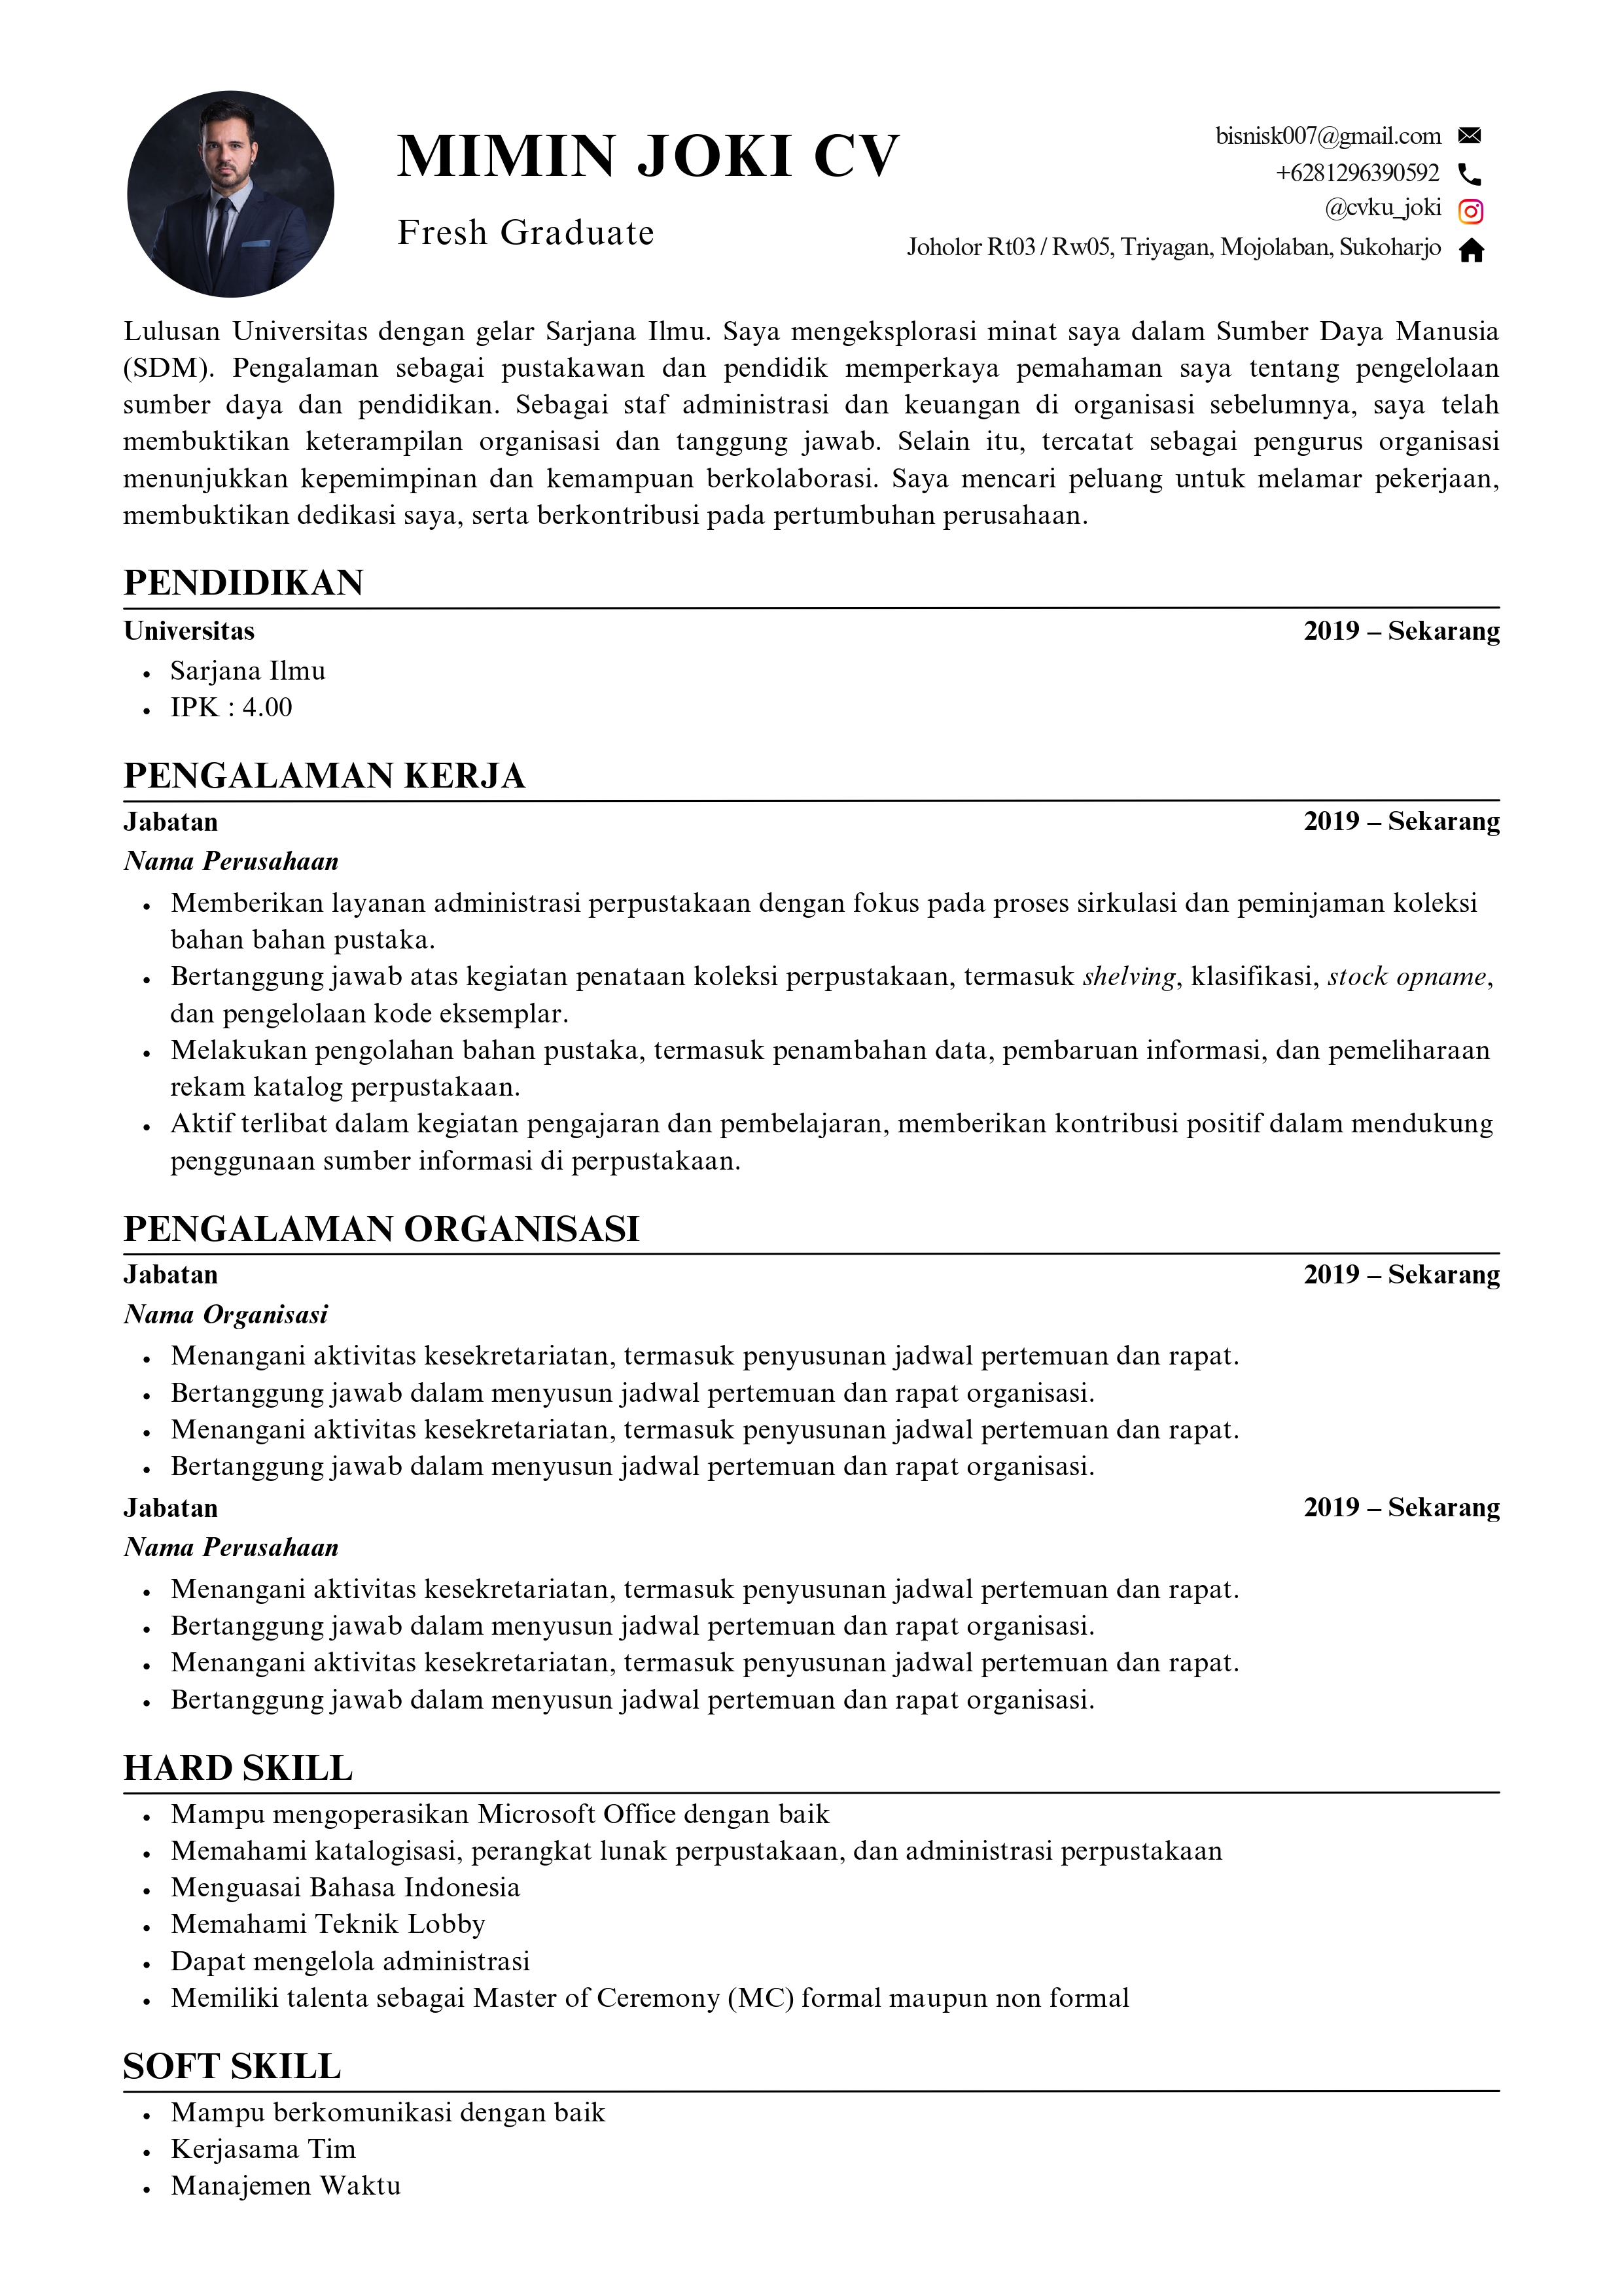 MIMIN JOKI CV
Fresh Graduate
bisnisk007@gmail.com
+6281296390592
@cvku_joki
Joholor Rt03 / Rw05, Triyagan, Mojolaban, Sukoharjo
Lulusan Universitas dengan gelar Sarjana Ilmu. Saya mengeksplorasi minat saya dalam Sumber Daya Manusia
(SDM). Pengalaman sebagai pustakawan dan pendidik memperkaya pemahaman saya tentang pengelolaan
sumber daya dan pendidikan. Sebagai staf administrasi dan keuangan di organisasi sebelumnya, saya telah
membuktikan keterampilan organisasi dan tanggung jawab. Selain itu, tercatat sebagai pengurus organisasi
menunjukkan kepemimpinan dan kemampuan berkolaborasi. Saya mencari peluang untuk melamar pekerjaan,
membuktikan dedikasi saya, serta berkontribusi pada pertumbuhan perusahaan.
PENDIDIKAN
Universitas 2019 – Sekarang
• Sarjana Ilmu
• IPK : 4.00
PENGALAMAN KERJA
Jabatan 2019 – Sekarang
Nama Perusahaan
• Memberikan layanan administrasi perpustakaan dengan fokus pada proses sirkulasi dan peminjaman koleksi
bahan bahan pustaka.
• Bertanggung jawab atas kegiatan penataan koleksi perpustakaan, termasuk shelving, klasifikasi, stock opname,
dan pengelolaan kode eksemplar.
• Melakukan pengolahan bahan pustaka, termasuk penambahan data, pembaruan informasi, dan pemeliharaan
rekam katalog perpustakaan.
• Aktif terlibat dalam kegiatan pengajaran dan pembelajaran, memberikan kontribusi positif dalam mendukung
penggunaan sumber informasi di perpustakaan.
PENGALAMAN ORGANISASI
Jabatan 2019 – Sekarang
Nama Organisasi
• Menangani aktivitas kesekretariatan, termasuk penyusunan jadwal pertemuan dan rapat.
• Bertanggung jawab dalam menyusun jadwal pertemuan dan rapat organisasi.
• Menangani aktivitas kesekretariatan, termasuk penyusunan jadwal pertemuan dan rapat.
• Bertanggung jawab dalam menyusun jadwal pertemuan dan rapat organisasi.
Jabatan 2019 – Sekarang
Nama Perusahaan
• Menangani aktivitas kesekretariatan, termasuk penyusunan jadwal pertemuan dan rapat.
• Bertanggung jawab dalam menyusun jadwal pertemuan dan rapat organisasi.
• Menangani aktivitas kesekretariatan, termasuk penyusunan jadwal pertemuan dan rapat.
• Bertanggung jawab dalam menyusun jadwal pertemuan dan rapat organisasi.
HARD SKILL
• Mampu mengoperasikan Microsoft Office dengan baik
• Memahami katalogisasi, perangkat lunak perpustakaan, dan administrasi perpustakaan
• Menguasai Bahasa Indonesia
• Memahami Teknik Lobby
• Dapat mengelola administrasi
• Memiliki talenta sebagai Master of Ceremony (MC) formal maupun non formal
SOFT SKILL
• Mampu berkomunikasi dengan baik
• Kerjasama Tim
• Manajemen Waktu